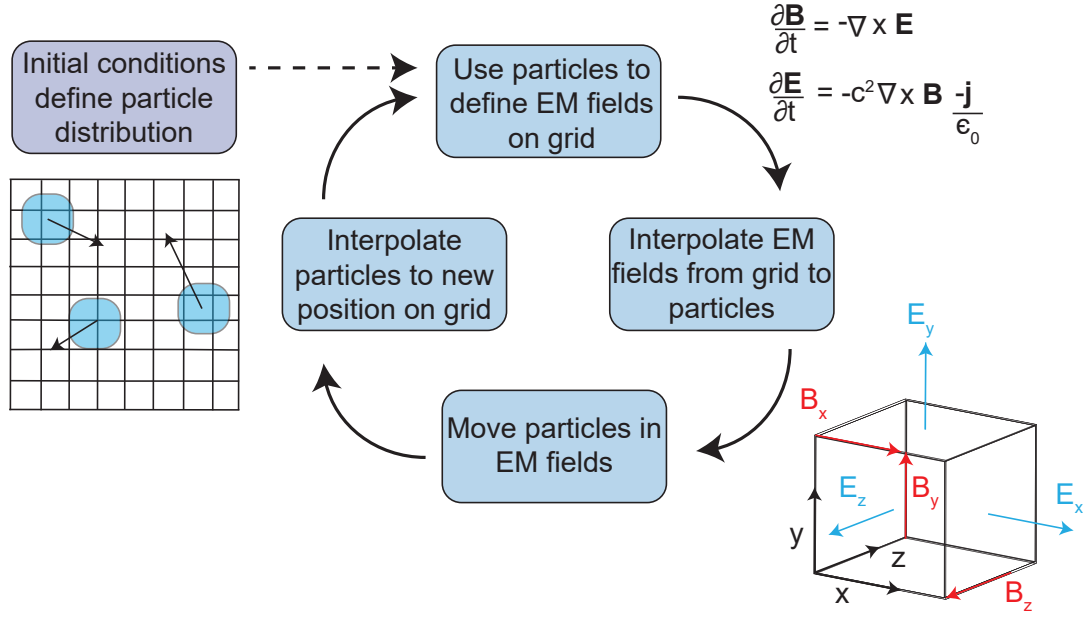 Initial conditions
define particle
distribution
Use particles to
define EM fields
on grid
∂B/∂t = -∇ x E
∂E/∂t = -c² ∇ x B -j/ϵ₀
Interpolate
particles to new
position on grid
Interpolate EM
fields from grid to
particles
Move particles in
EM fields
E_y
B_x
E_z
B_y
E_x
y
z
x
B_z